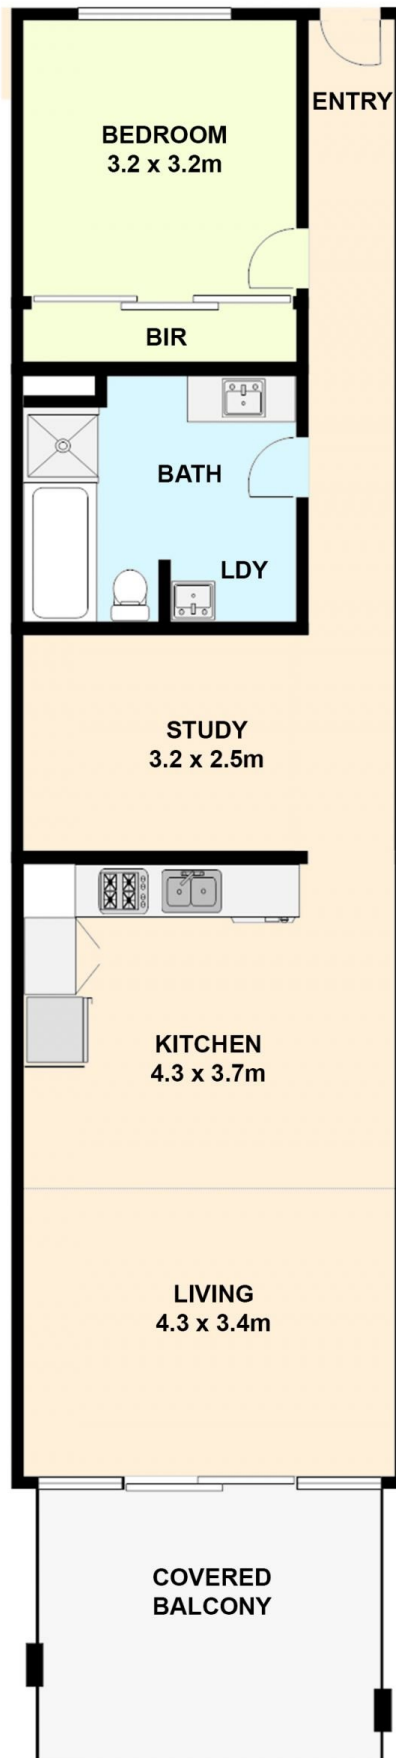 ENTRY
BEDROOM
3.2 x 3.2m
BIR
BATH
LDY
STUDY
3.2 x 2.5m
KITCHEN
4.3 x 3.7m
LIVING
4.3 x 3.4m
COVERED
BALCONY